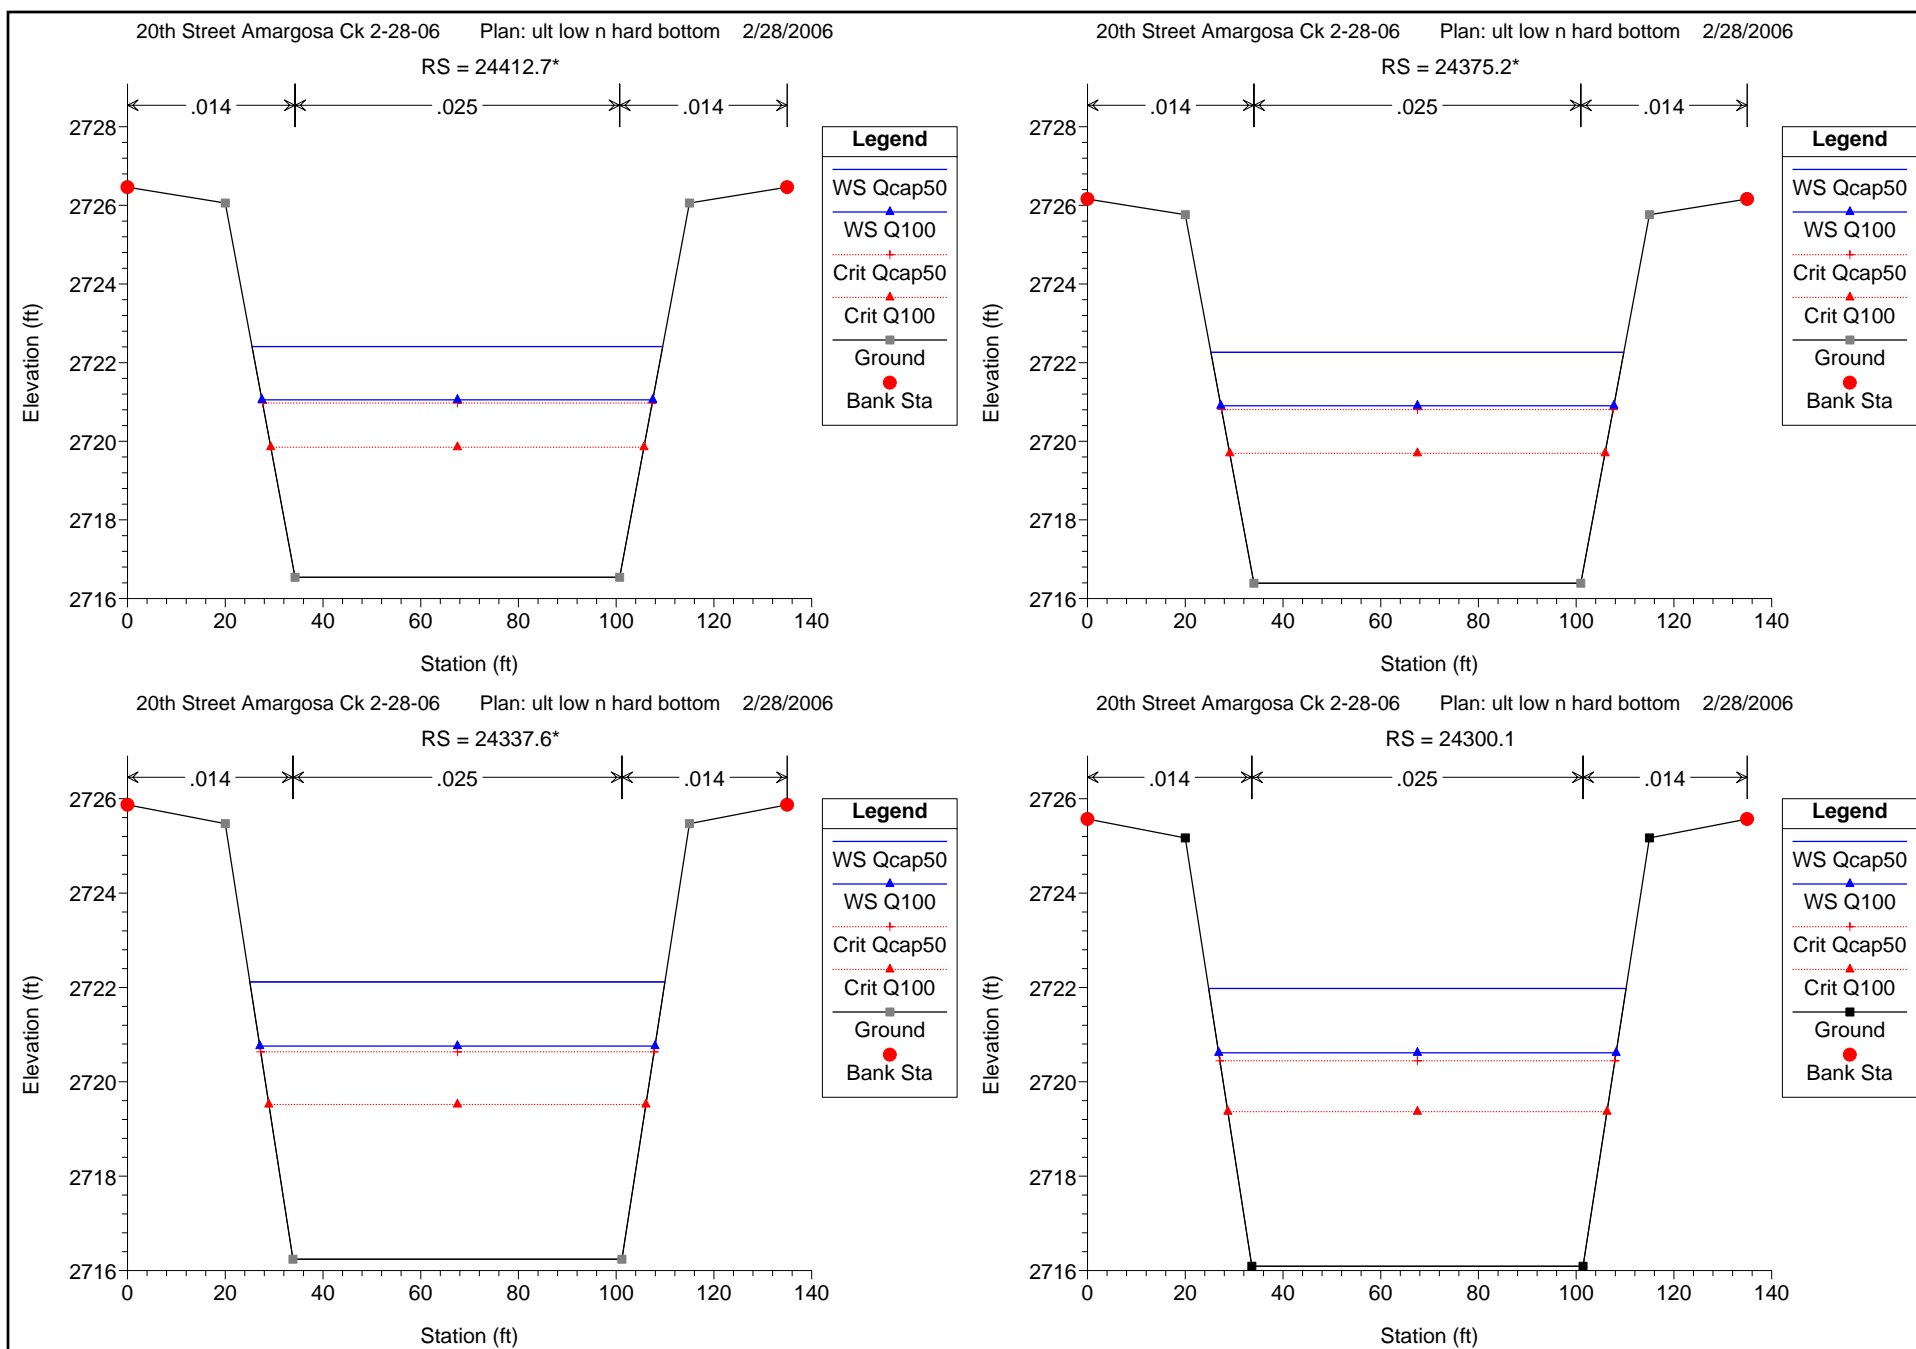 20th Street Amargosa Ck 2-28-06 Plan: ult low n hard bottom 2/28/2006
RS = 24412.7*
.014 .025 .014
2728
2726
2724
2722
2720
2718
2716
Elevation (ft)
0 20 40 60 80 100 120 140
Station (ft)
Legend
WS Qcap50
WS Q100
Crit Qcap50
Crit Q100
Ground
Bank Sta
20th Street Amargosa Ck 2-28-06 Plan: ult low n hard bottom 2/28/2006
RS = 24375.2*
.014 .025 .014
2728
2726
2724
2722
2720
2718
2716
Elevation (ft)
0 20 40 60 80 100 120 140
Station (ft)
Legend
WS Qcap50
WS Q100
Crit Qcap50
Crit Q100
Ground
Bank Sta
20th Street Amargosa Ck 2-28-06 Plan: ult low n hard bottom 2/28/2006
RS = 24337.6*
.014 .025 .014
2726
2724
2722
2720
2718
2716
Elevation (ft)
0 20 40 60 80 100 120 140
Station (ft)
Legend
WS Qcap50
WS Q100
Crit Qcap50
Crit Q100
Ground
Bank Sta
20th Street Amargosa Ck 2-28-06 Plan: ult low n hard bottom 2/28/2006
RS = 24300.1
.014 .025 .014
2726
2724
2722
2720
2718
2716
Elevation (ft)
0 20 40 60 80 100 120 140
Station (ft)
Legend
WS Qcap50
WS Q100
Crit Qcap50
Crit Q100
Ground
Bank Sta